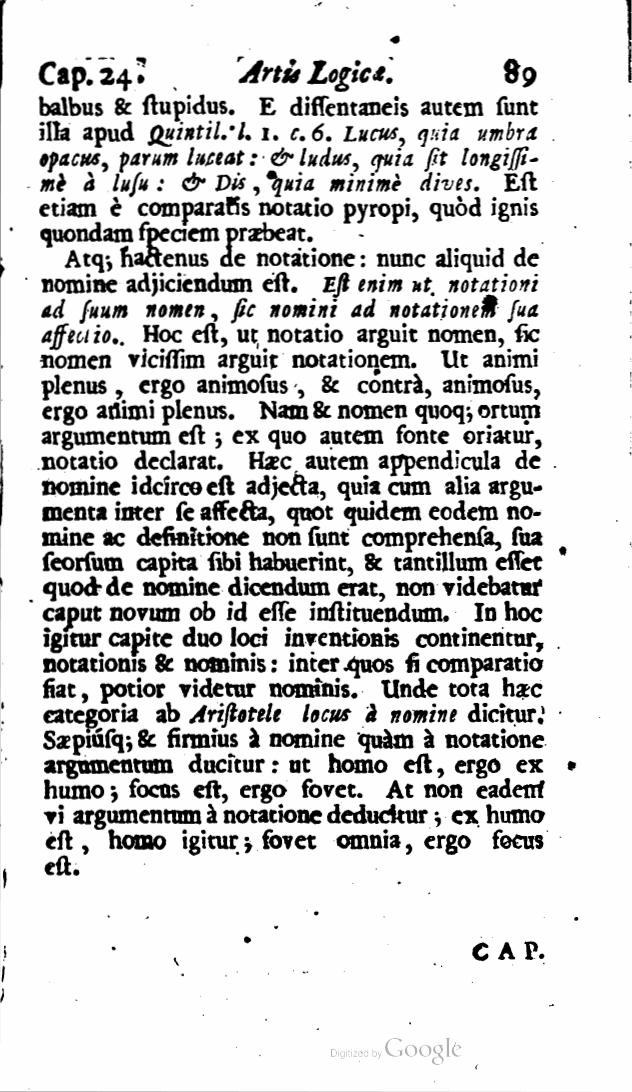 Cap. 24. Artis Logicæ. 89
balbus & ſtupidus. E diſſentaneis autem ſunt
illa apud Quintil. l. 1. c. 6. Lucus, quia umbra
opacus, parum luceat: & ludus, quia ſit longiſſi-
mè à luſu: & Dis, quia minimè dives. Eſt
etiam è comparatis notatio pyropi, quòd ignis
quondam ſpeciem præbeat.
Atq; hactenus de notatione: nunc aliquid de
nomine adjiciendum eſt. Eſt enim ut notationi
ad ſuum nomen, ſic nomini ad notationem ſua
affectio. Hoc eſt, ut notatio arguit nomen, ſic
nomen viciſſim arguit notationem. Ut animi
plenus, ergo animoſus, & còntrà, animoſus,
ergo animi plenus. Nam & nomen quoq; ortum
argumentum eſt; ex quo autem fonte oriatur,
notatio declarat. Hæc autem appendicula de
nomine idcirco eſt adjecta, quia cum alia argu-
menta inter ſe affecta, quot quidem eodem no-
mine ac definitione non ſunt comprehenſa, ſua
ſeorſum capita ſibi habuerint, & tantillum eſſet
quod de nomine dicendum erat, non videbatur
caput novum ob id eſſe inſtituendum. In hoc
igitur capite duo loci inventionis continentur,
notationis & nominis: inter quos ſi comparatio
fiat, potior videtur nominis. Unde tota hæc
categoria ab Ariſtotele locus à nomine dicitur.
Sæpiúſq; & firmius à nomine quàm à notatione
argumentum ducitur: ut homo eſt, ergo ex
humo; focus eſt, ergo fovet. At non eadem
vi argumentum à notatione deducitur; ex humo
eſt, homo igitur; fovet omnia, ergo focus
eſt.
CAP.
Digitized by Google